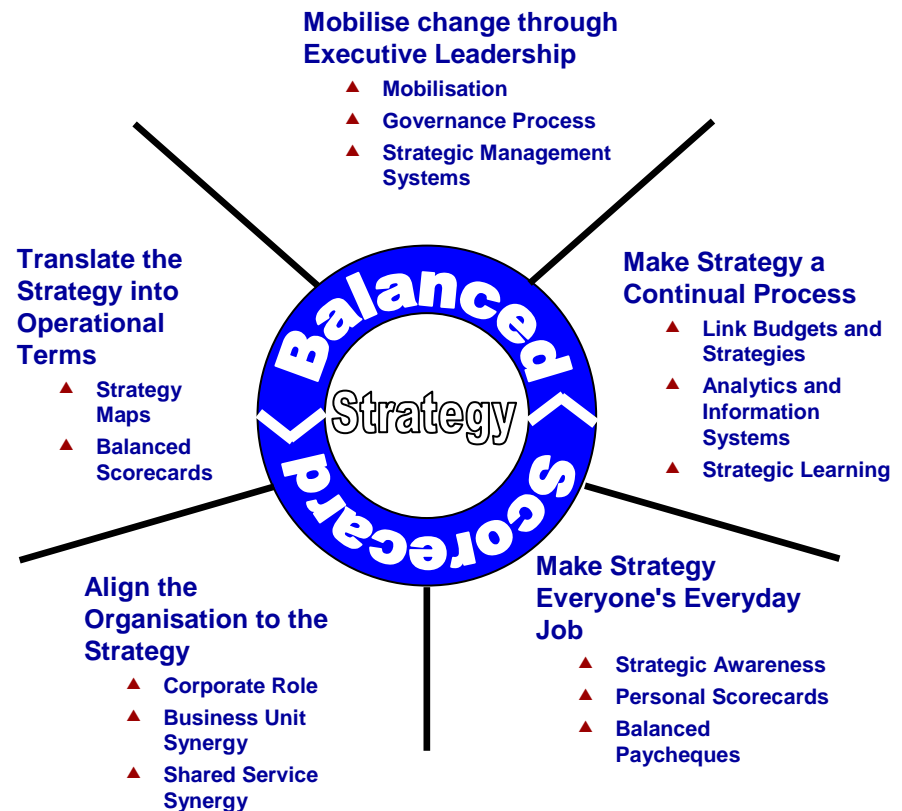 Mobilise change through
Executive Leadership
Mobilisation
Governance Process
Strategic Management
Systems
Translate the
Strategy into
Operational
Terms
Strategy
Maps
Balanced
Scorecards
Balanced
Strategy
Scorecard
Make Strategy a
Continual Process
Link Budgets and
Strategies
Analytics and
Information
Systems
Strategic Learning
Align the
Organisation to the
Strategy
Corporate Role
Business Unit
Synergy
Shared Service
Synergy
Make Strategy
Everyone's Everyday
Job
Strategic Awareness
Personal Scorecards
Balanced
Paycheques